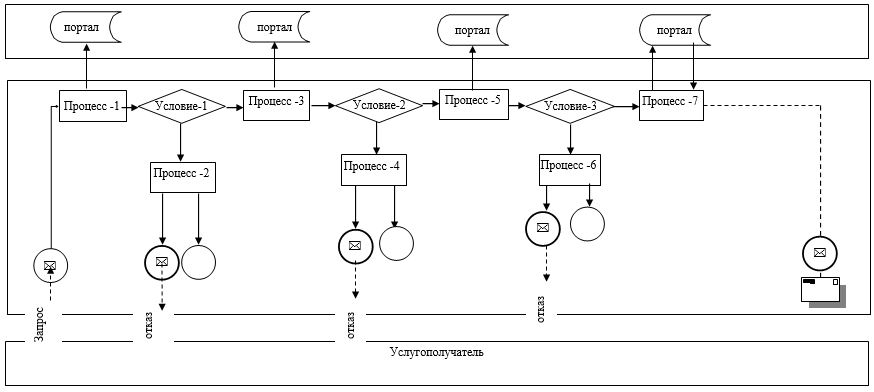 портал
портал
портал
портал
Процесс -1
Условие-1
Процесс -3
Условие-2
Процесс -5
Условие-3
Процесс -7
Процесс -2
Процесс -4
Процесс -6
Запрос
отказ
отказ
отказ
Услугополучатель